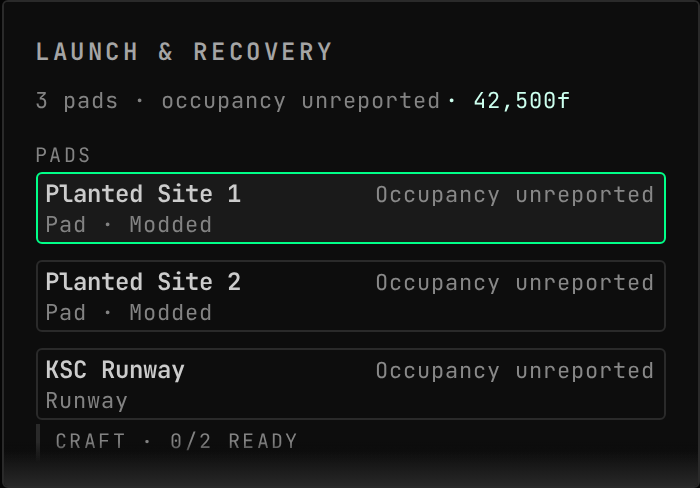 LAUNCH & RECOVERY
3 pads · occupancy unreported · 42,500f
PADS
Planted Site 1 Occupancy unreported
Pad · Modded
Planted Site 2 Occupancy unreported
Pad · Modded
KSC Runway Occupancy unreported
Runway
CRAFT · 0/2 READY